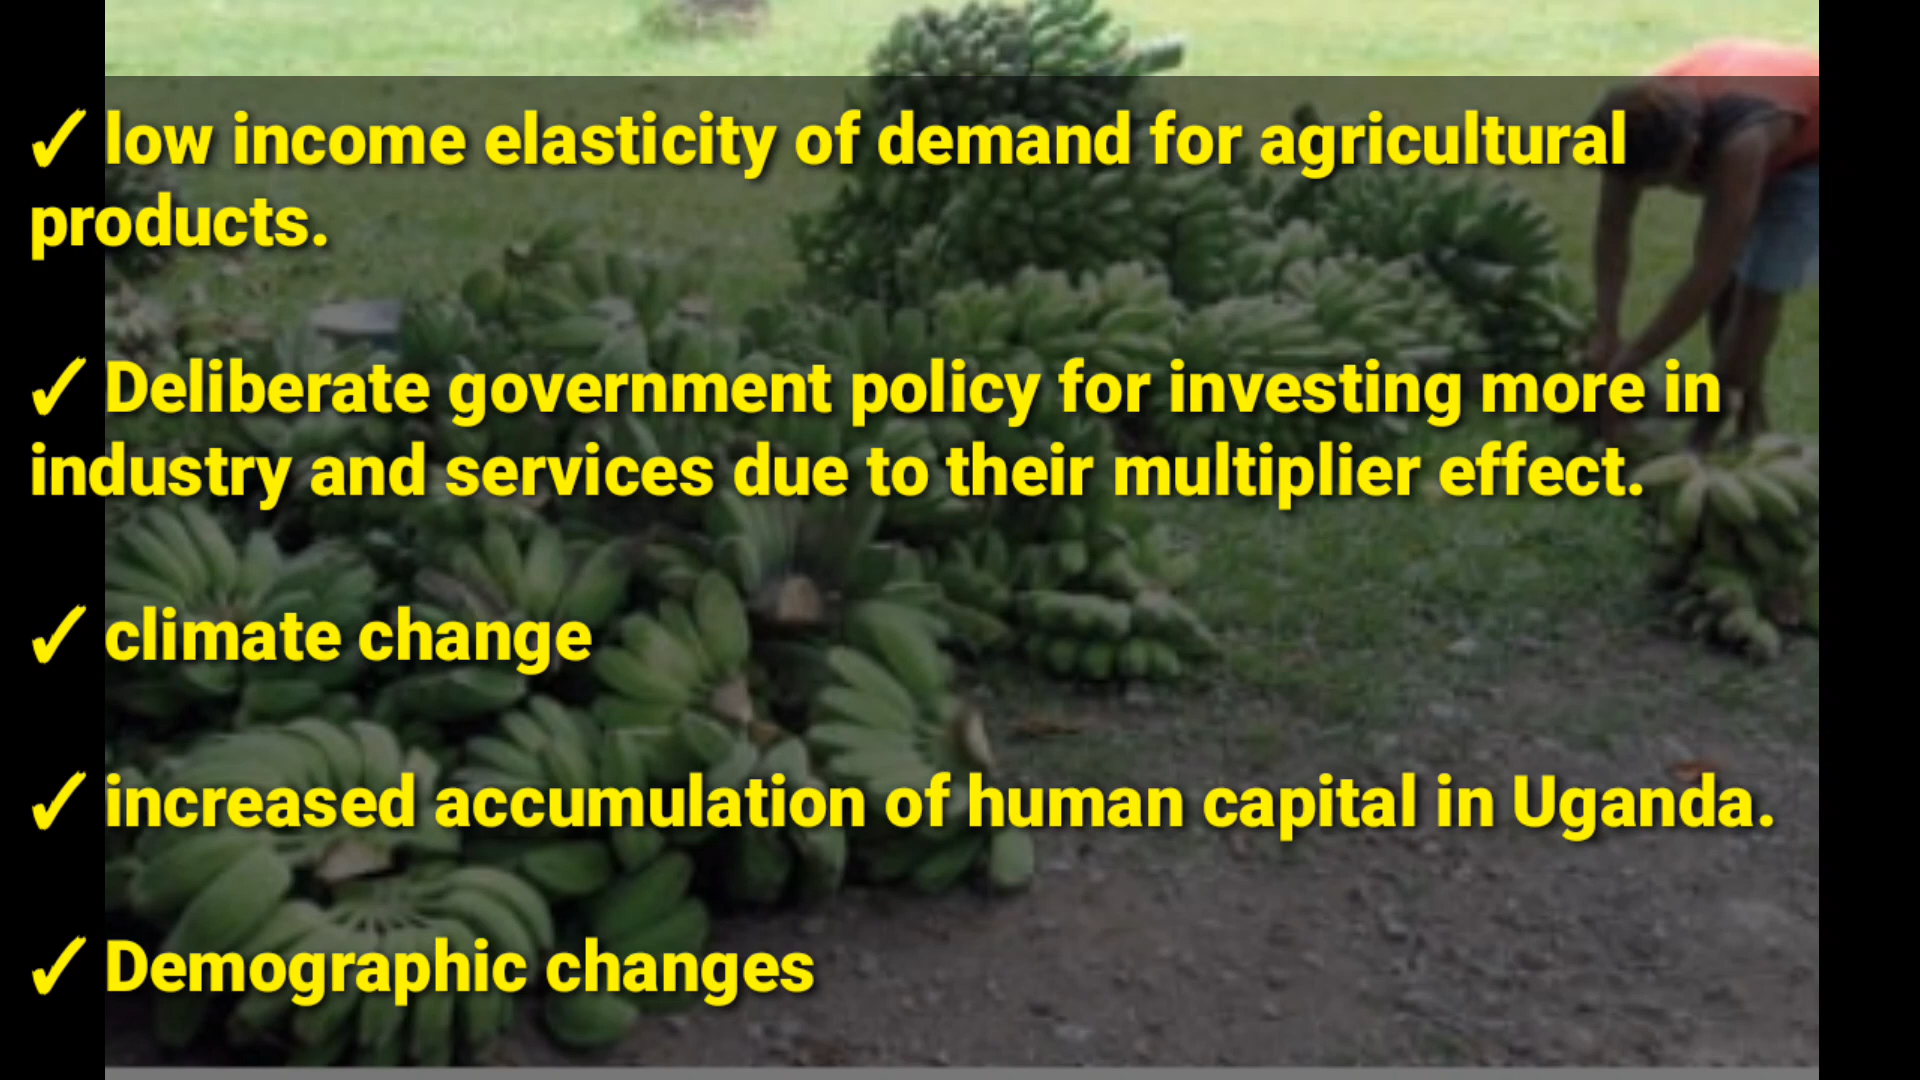 ✓ low income elasticity of demand for agricultural
products.
✓ Deliberate government policy for investing more in
industry and services due to their multiplier effect.
✓ climate change
✓ increased accumulation of human capital in Uganda.
✓ Demographic changes